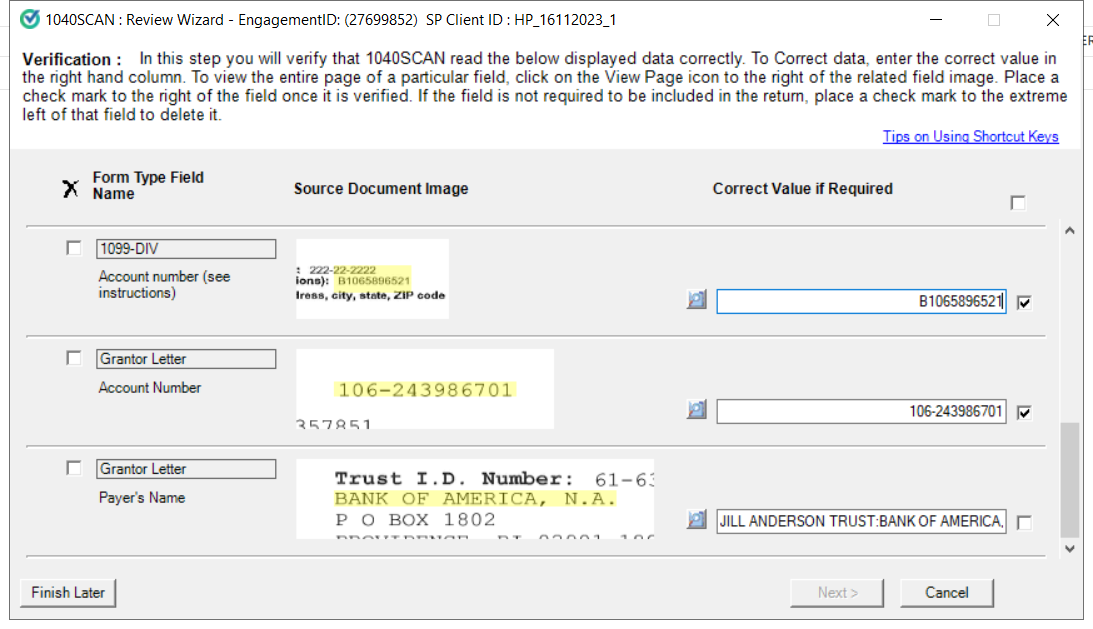 1040SCAN : Review Wizard - EngagementID: (27699852)  SP Client ID : HP_16112023_1
Verification :   In this step you will verify that 1040SCAN read the below displayed data correctly. To Correct data, enter the correct value in
the right hand column. To view the entire page of a particular field, click on the View Page icon to the right of the related field image. Place a
check mark to the right of the field once it is verified. If the field is not required to be included in the return, place a check mark to the extreme
left of that field to delete it.
Tips on Using Shortcut Keys
Form Type Field
Name
Source Document Image
Correct Value if Required
1099-DIV
Account number (see
instructions)
: 222-22-2222
ions): B1065896521
dress, city, state, ZIP code
B1065896521
Grantor Letter
Account Number
106-243986701
357851
106-243986701
Grantor Letter
Payer's Name
Trust I.D. Number: 61-63
BANK OF AMERICA, N.A.
P O BOX 1802
JILL ANDERSON TRUST:BANK OF AMERICA,
Finish Later
Next >
Cancel